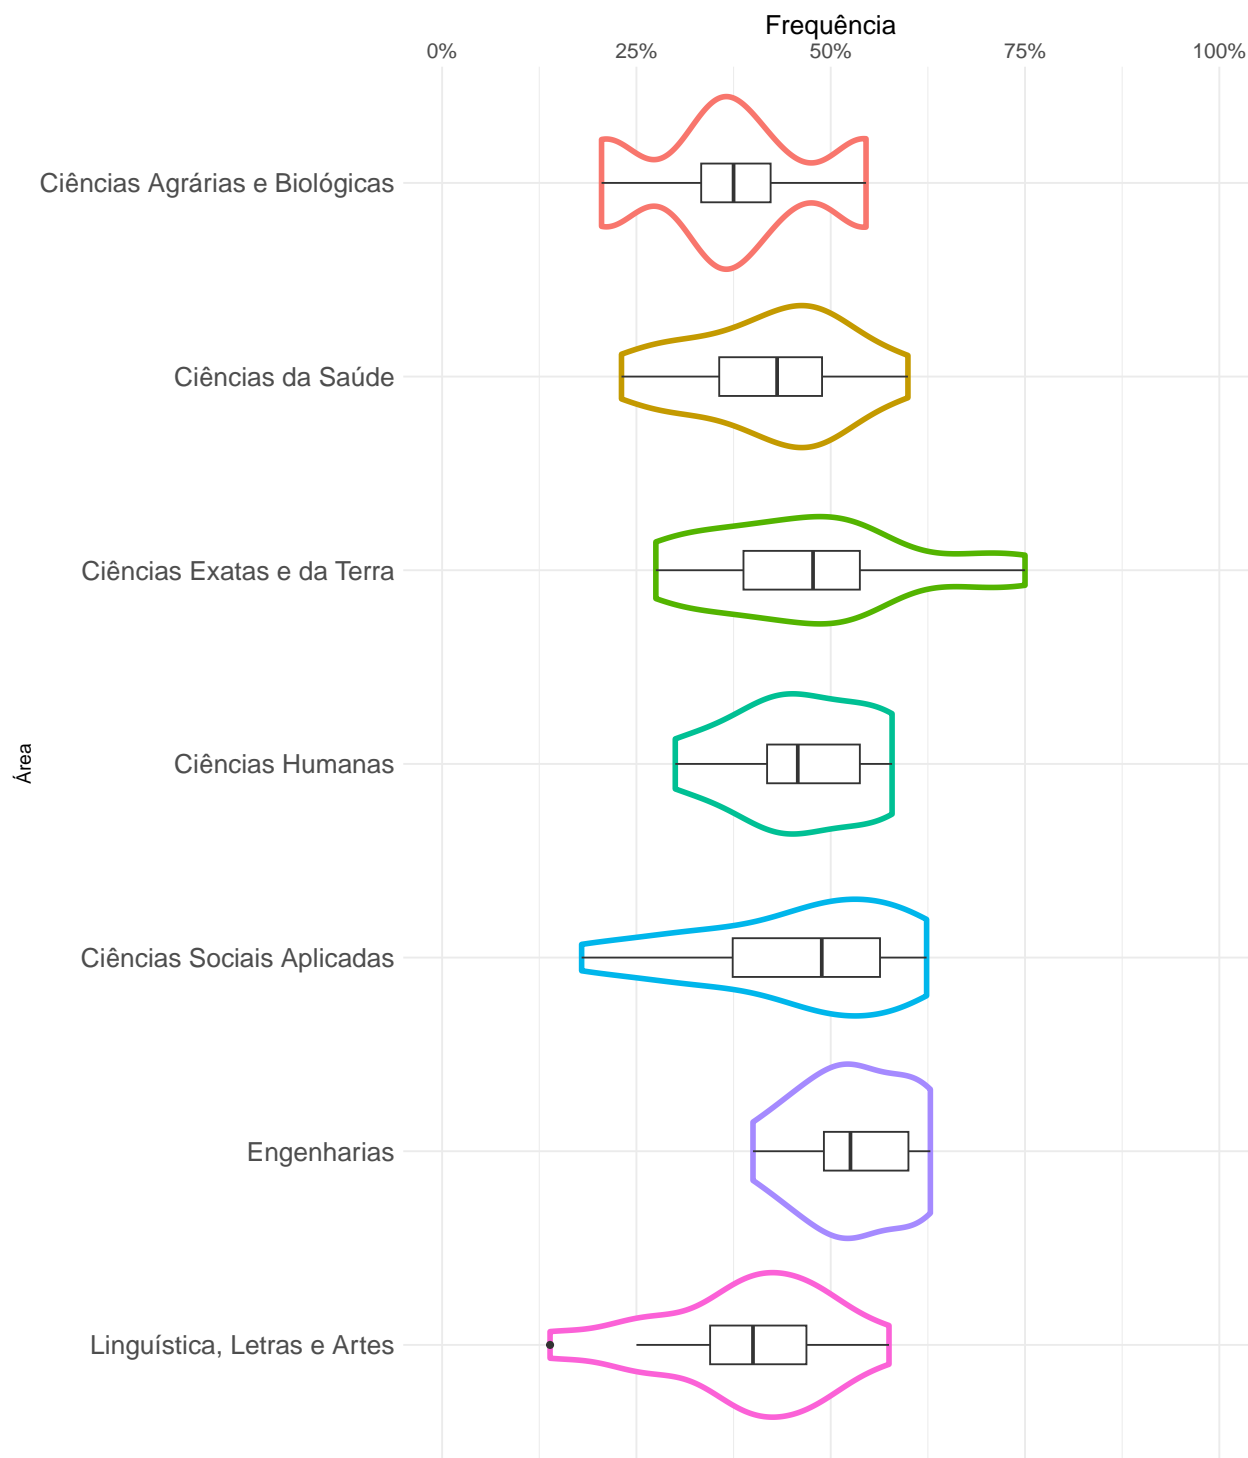 Frequência
0% 25% 50% 75% 100%
Ciências Agrárias e Biológicas
Ciências da Saúde
Ciências Exatas e da Terra
Ciências Humanas
Área
Ciências Sociais Aplicadas
Engenharias
Linguística, Letras e Artes